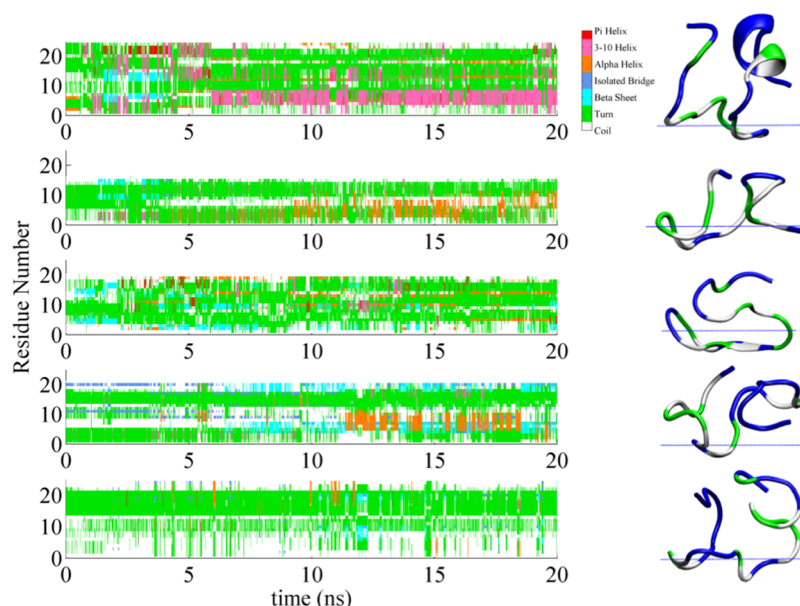 20
10
0
0 5 10 15 20
Pi Helix
3-10 Helix
Alpha Helix
Isolated Bridge
Beta Sheet
Turn
Coil
20
10
0
0 5 10 15 20
Residue Number
20
10
0
0 5 10 15 20
20
10
0
0 5 10 15 20
20
10
0
0 5 10 15 20
time (ns)